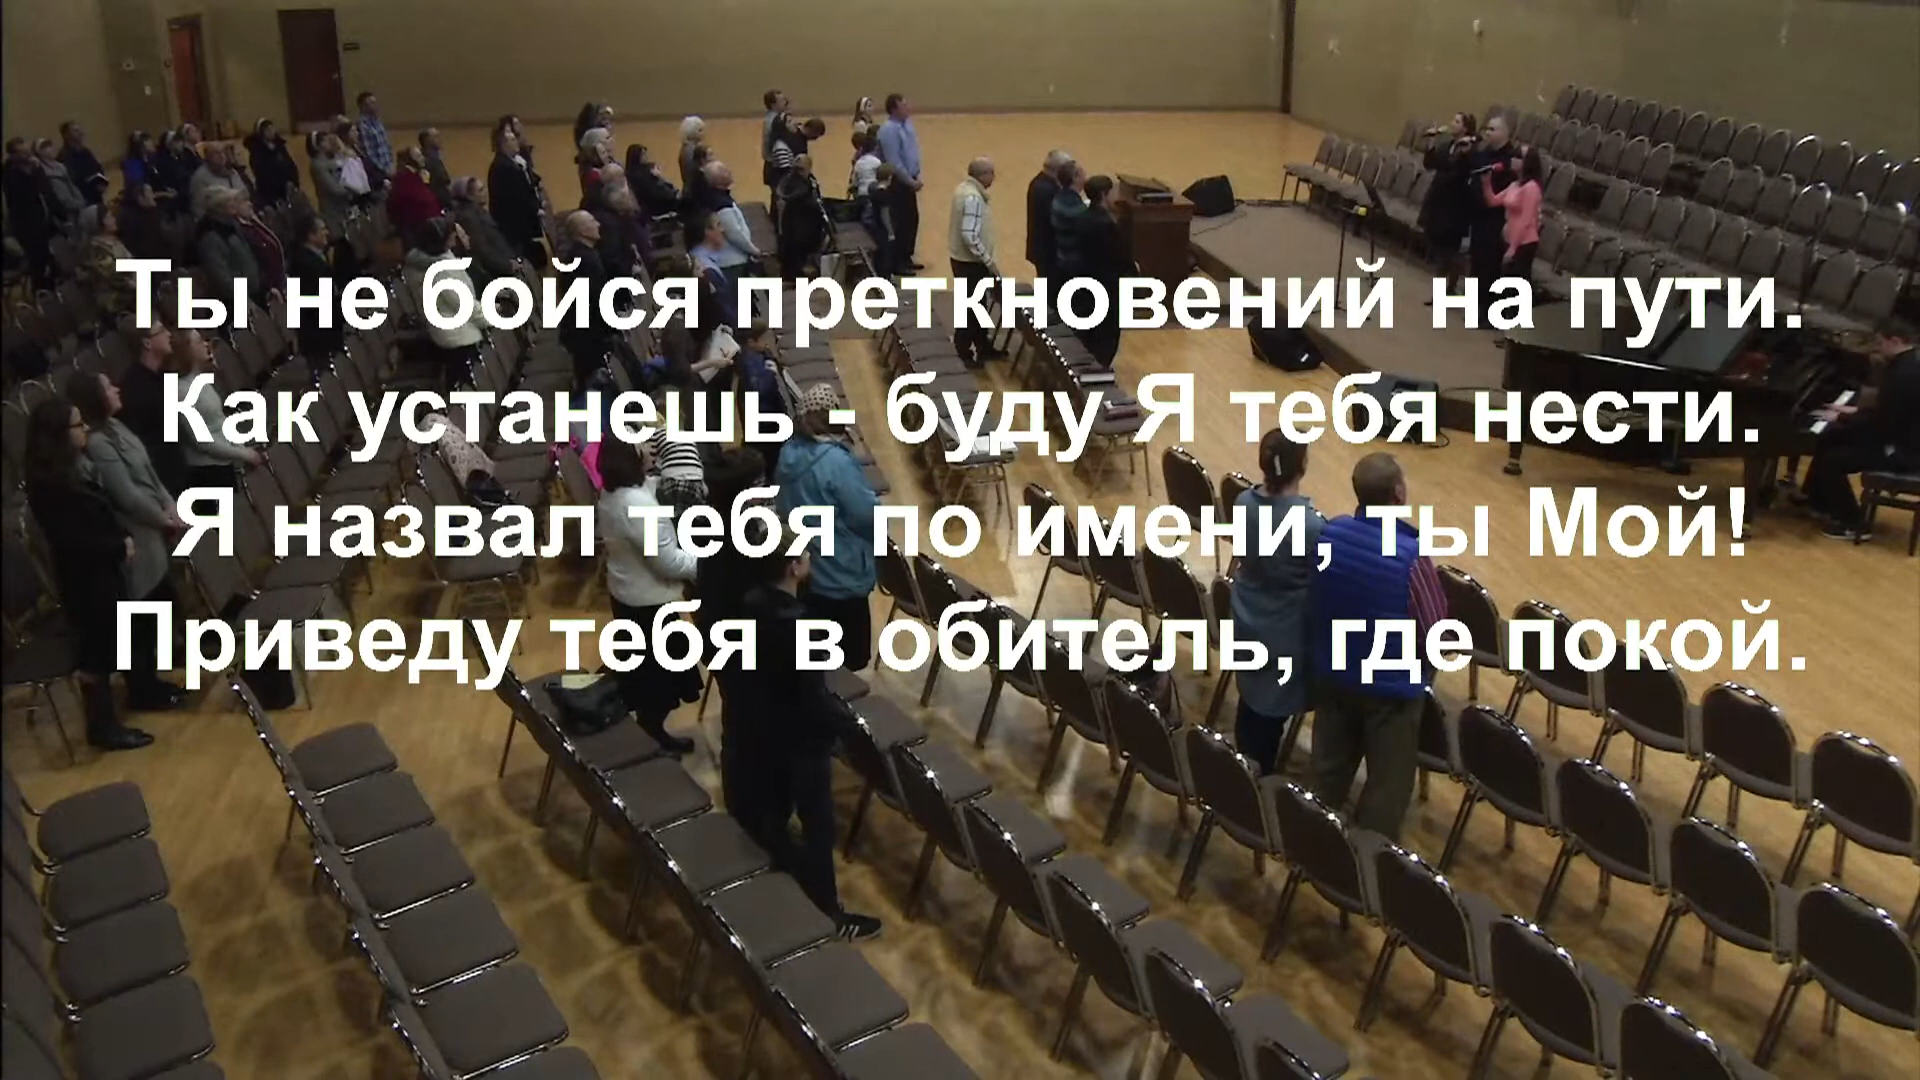 Ты не бойся преткновений на пути.
Как устанешь - буду Я тебя нести.
Я назвал тебя по имени, ты Мой!
Приведу тебя в обитель, где покой.